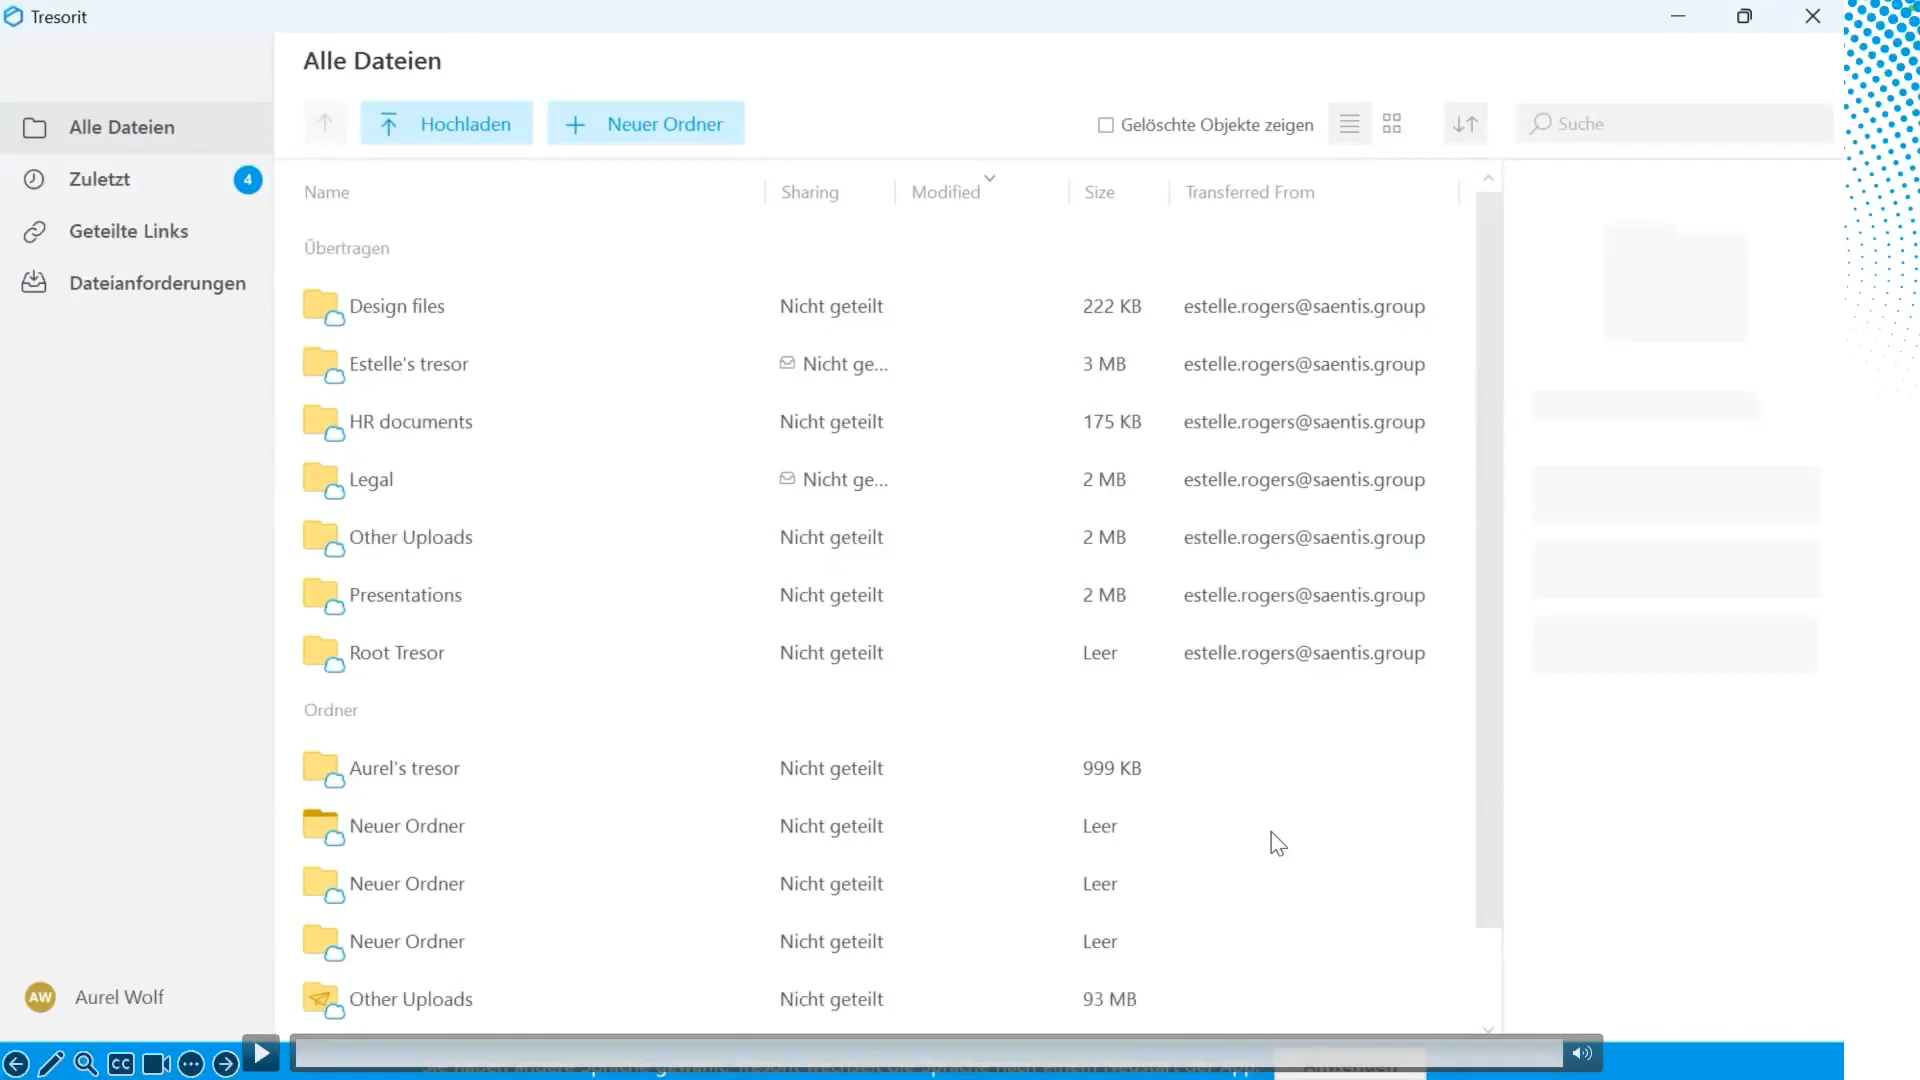 Tresorit
Alle Dateien
Hochladen
Neuer Ordner
Gelöschte Objekte zeigen
Suche
Alle Dateien
Zuletzt 4
Geteilte Links
Dateianforderungen
Name Sharing Modified Size Transferred From
Übertragen
Design files Nicht geteilt 222 KB estelle.rogers@saentis.group
Estelle's tresor Nicht ge... 3 MB estelle.rogers@saentis.group
HR documents Nicht geteilt 175 KB estelle.rogers@saentis.group
Legal Nicht ge... 2 MB estelle.rogers@saentis.group
Other Uploads Nicht geteilt 2 MB estelle.rogers@saentis.group
Presentations Nicht geteilt 2 MB estelle.rogers@saentis.group
Root Tresor Nicht geteilt Leer estelle.rogers@saentis.group
Ordner
Aurel's tresor Nicht geteilt 999 KB
Neuer Ordner Nicht geteilt Leer
Neuer Ordner Nicht geteilt Leer
Neuer Ordner Nicht geteilt Leer
Other Uploads Nicht geteilt 93 MB
AW Aurel Wolf
CC